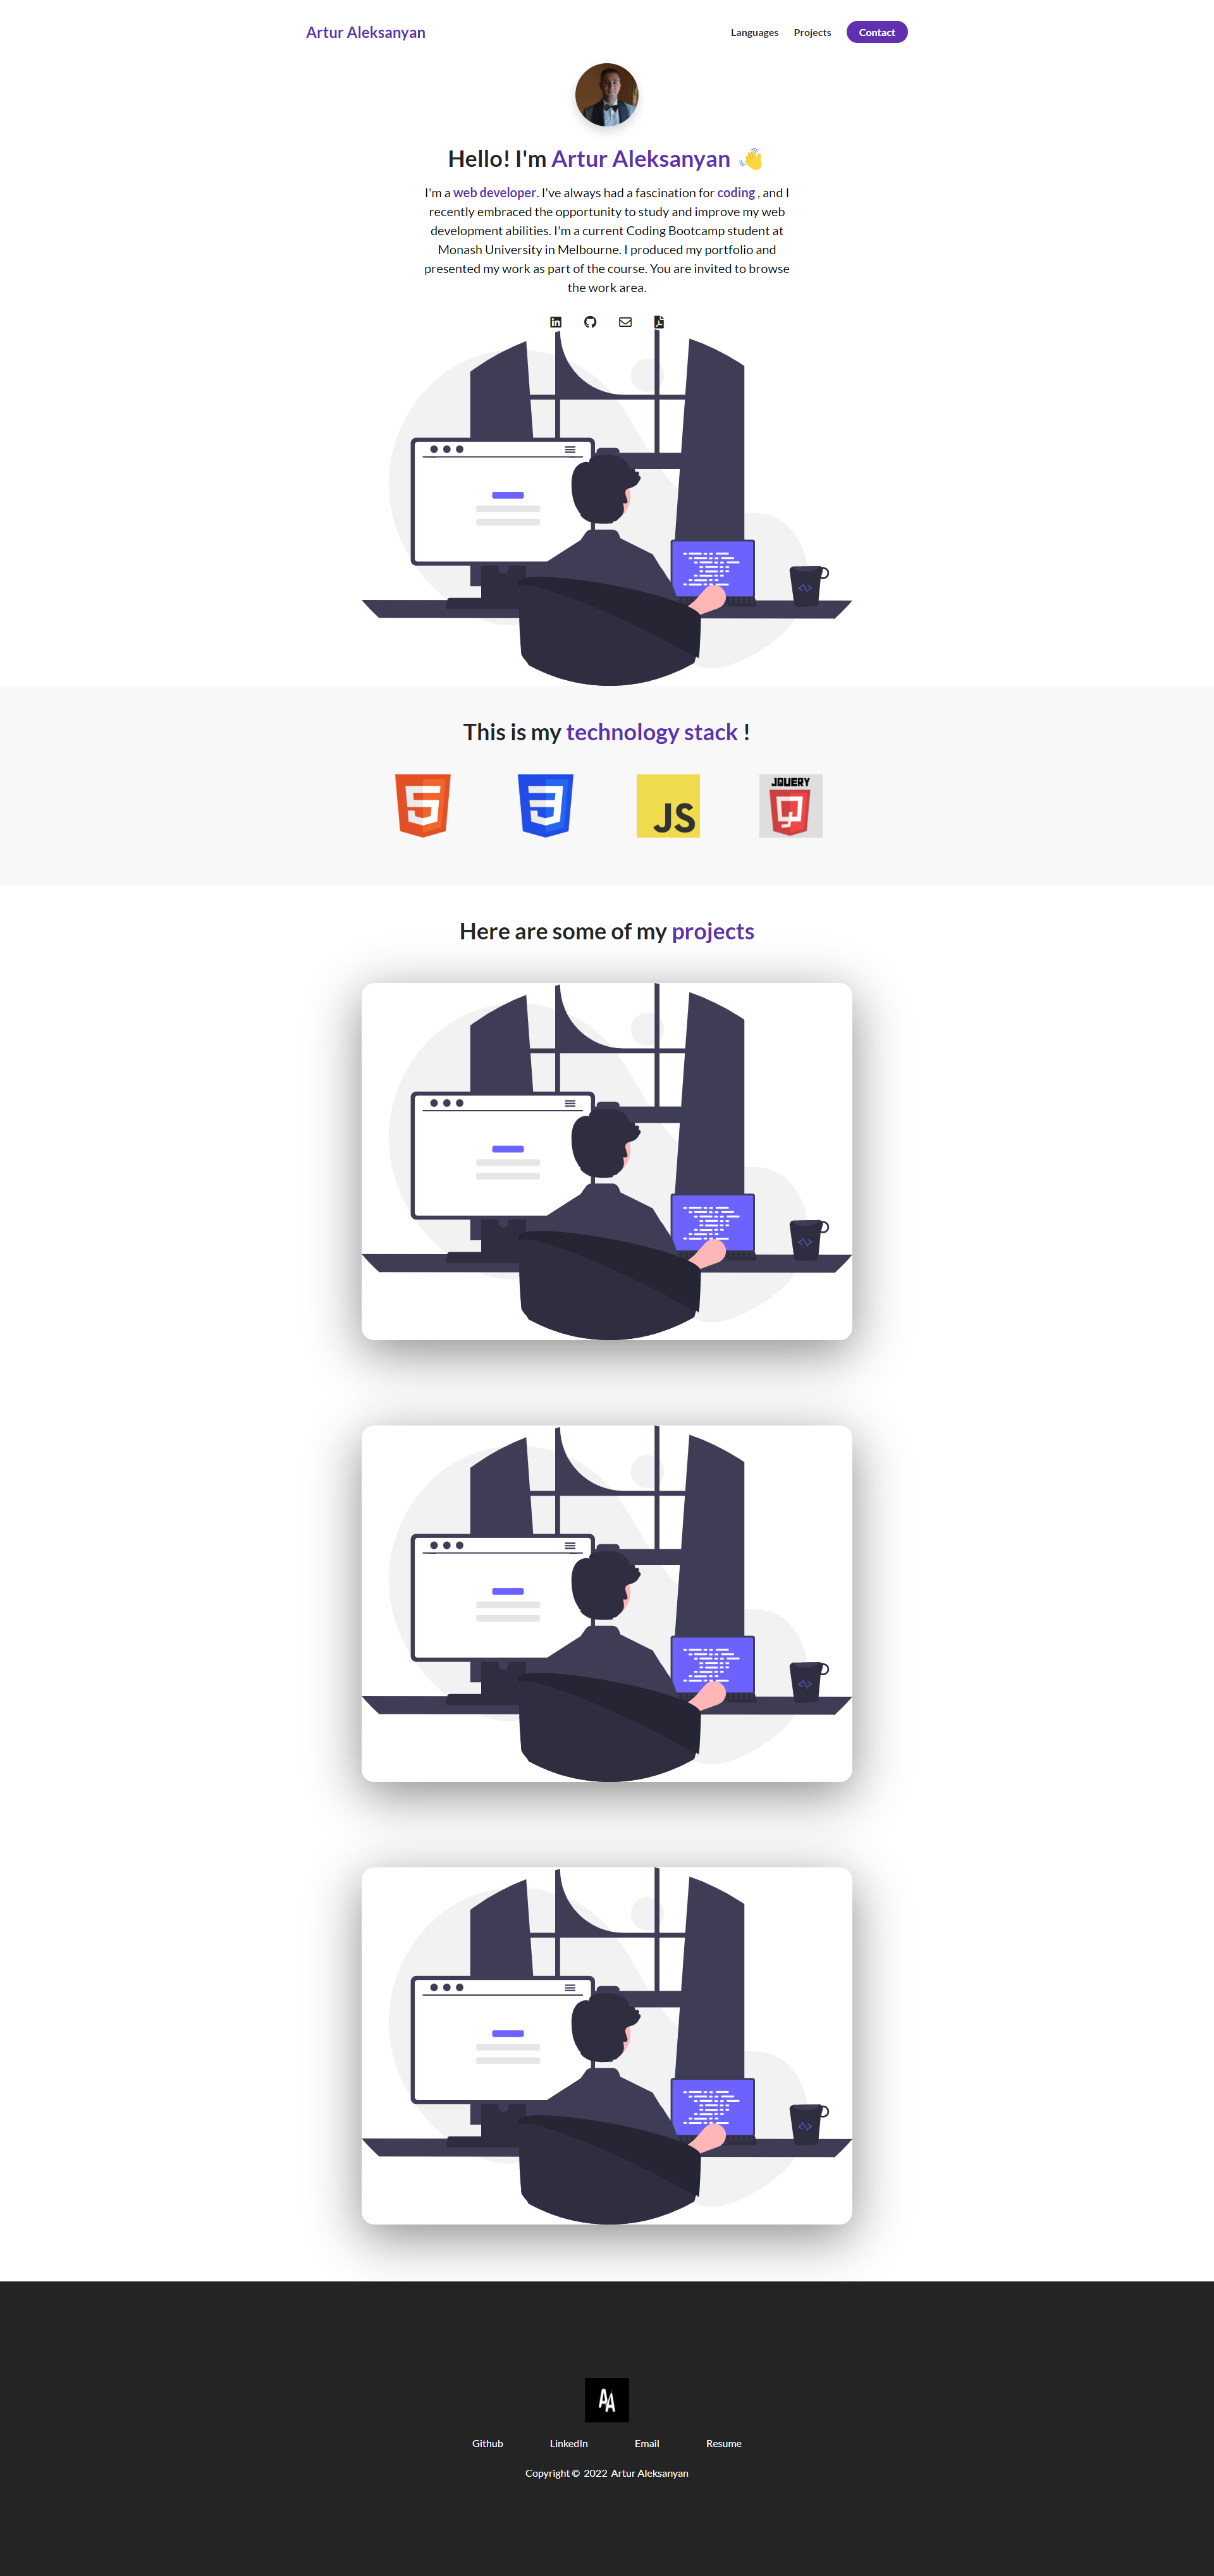 Artur Aleksanyan
Languages Projects Contact
Hello! I'm Artur Aleksanyan 👋
I'm a web developer. I've always had a fascination for coding , and I
recently embraced the opportunity to study and improve my web
development abilities. I'm a current Coding Bootcamp student at
Monash University in Melbourne. I produced my portfolio and
presented my work as part of the course. You are invited to browse
the work area.
This is my technology stack !
5
3
JS
JQUERY
Here are some of my projects
AA
Github LinkedIn Email Resume
Copyright © 2022 Artur Aleksanyan